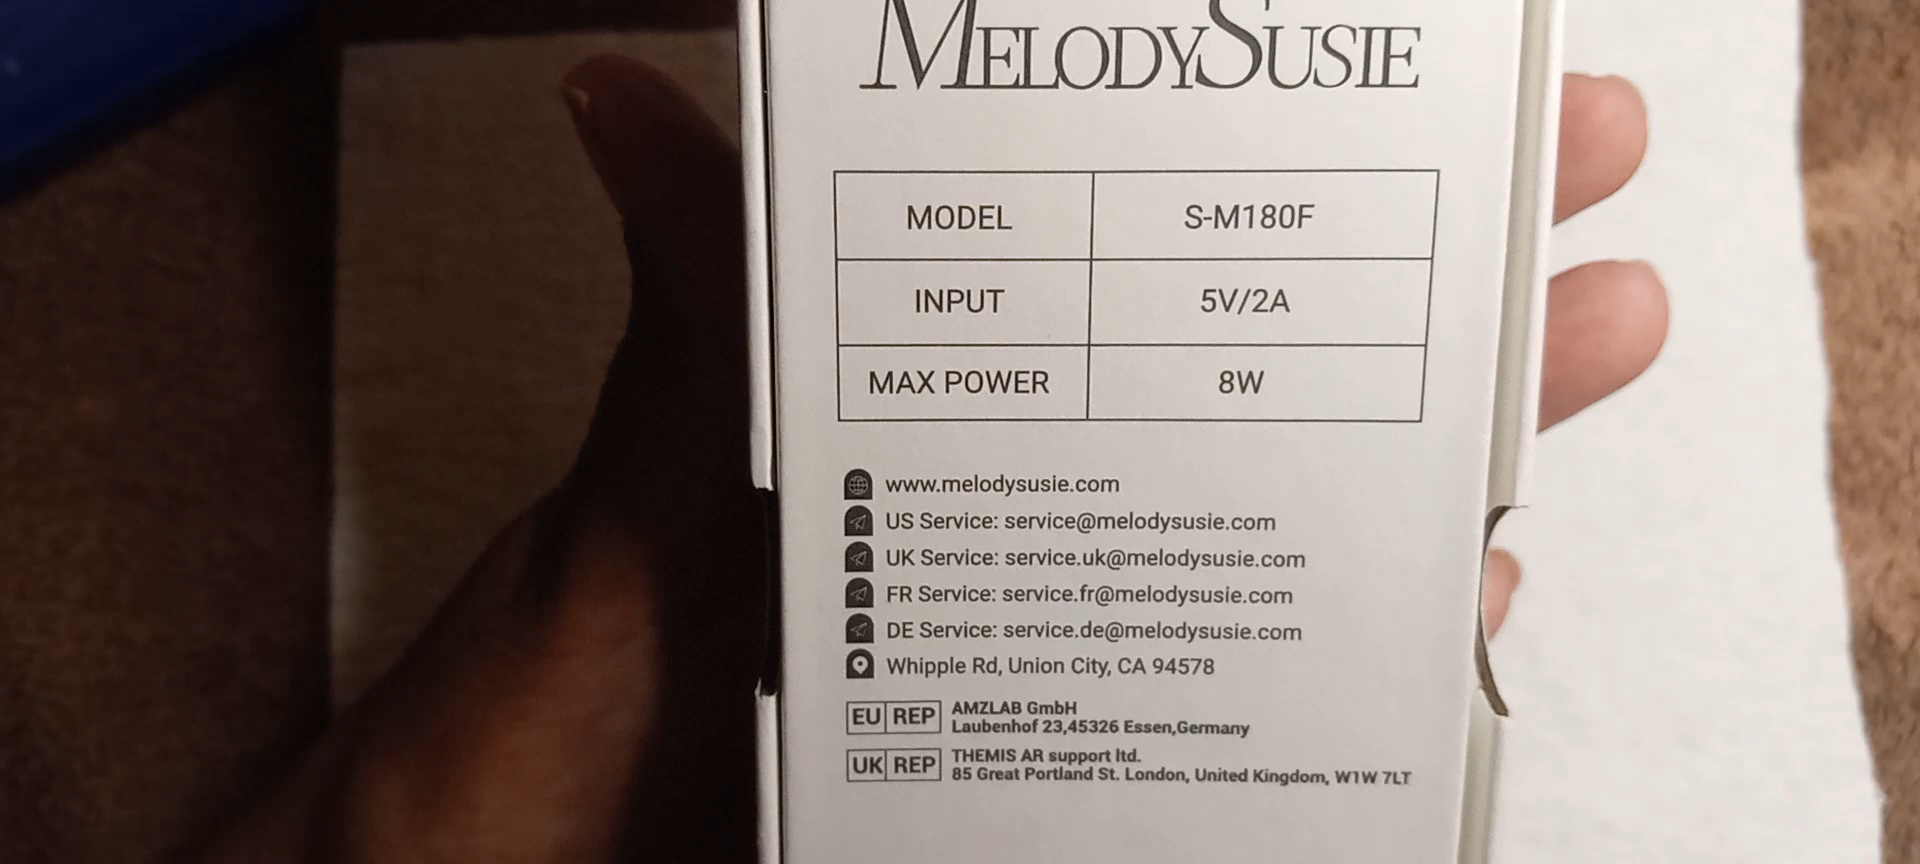 MELODYSUSIE
MODEL S-M180F
INPUT 5V/2A
MAX POWER 8W
www.melodysusie.com
US Service: service@melodysusie.com
UK Service: service.uk@melodysusie.com
FR Service: service.fr@melodysusie.com
DE Service: service.de@melodysusie.com
Whipple Rd, Union City, CA 94578
EU REP AMZLAB GmbH
Laubenhof 23,45326 Essen,Germany
UK REP THEMIS AR support ltd.
85 Great Portland St. London, United Kingdom, W1W 7LT